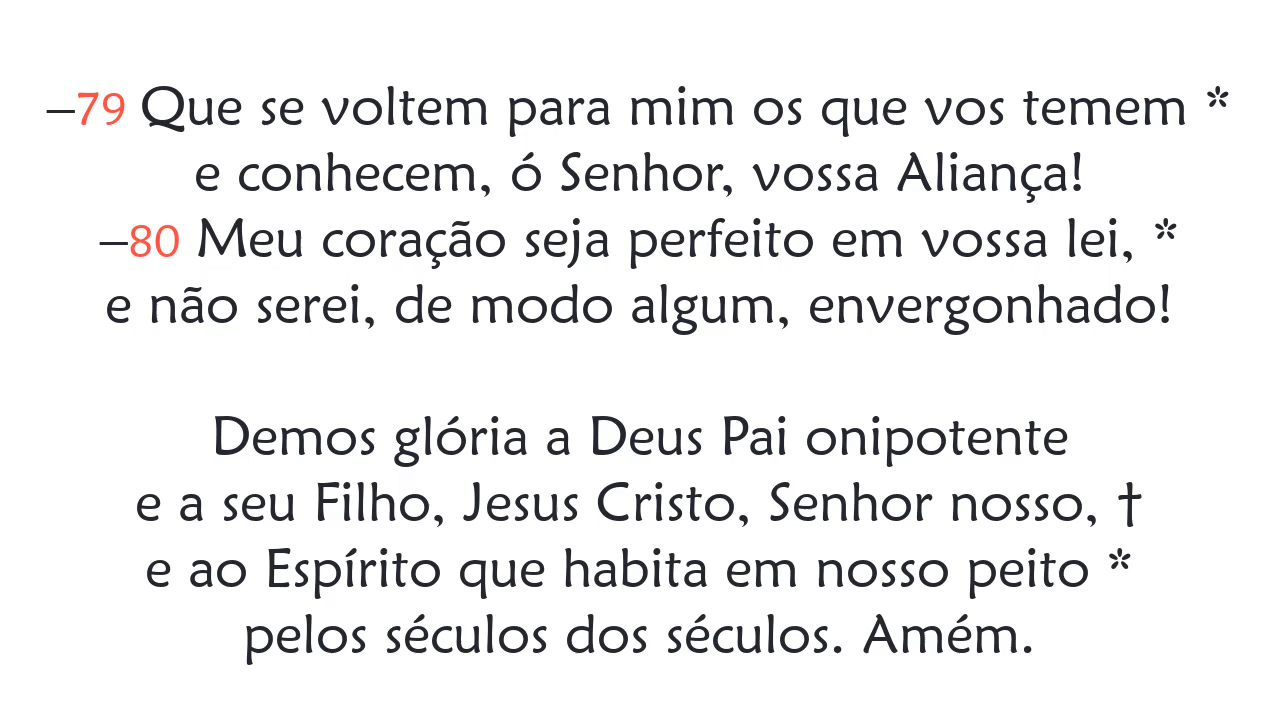 –79 Que se voltem para mim os que vos temem *
e conhecem, ó Senhor, vossa Aliança!
–80 Meu coração seja perfeito em vossa lei, *
e não serei, de modo algum, envergonhado!
Demos glória a Deus Pai onipotente
e a seu Filho, Jesus Cristo, Senhor nosso, †
e ao Espírito que habita em nosso peito *
pelos séculos dos séculos. Amém.